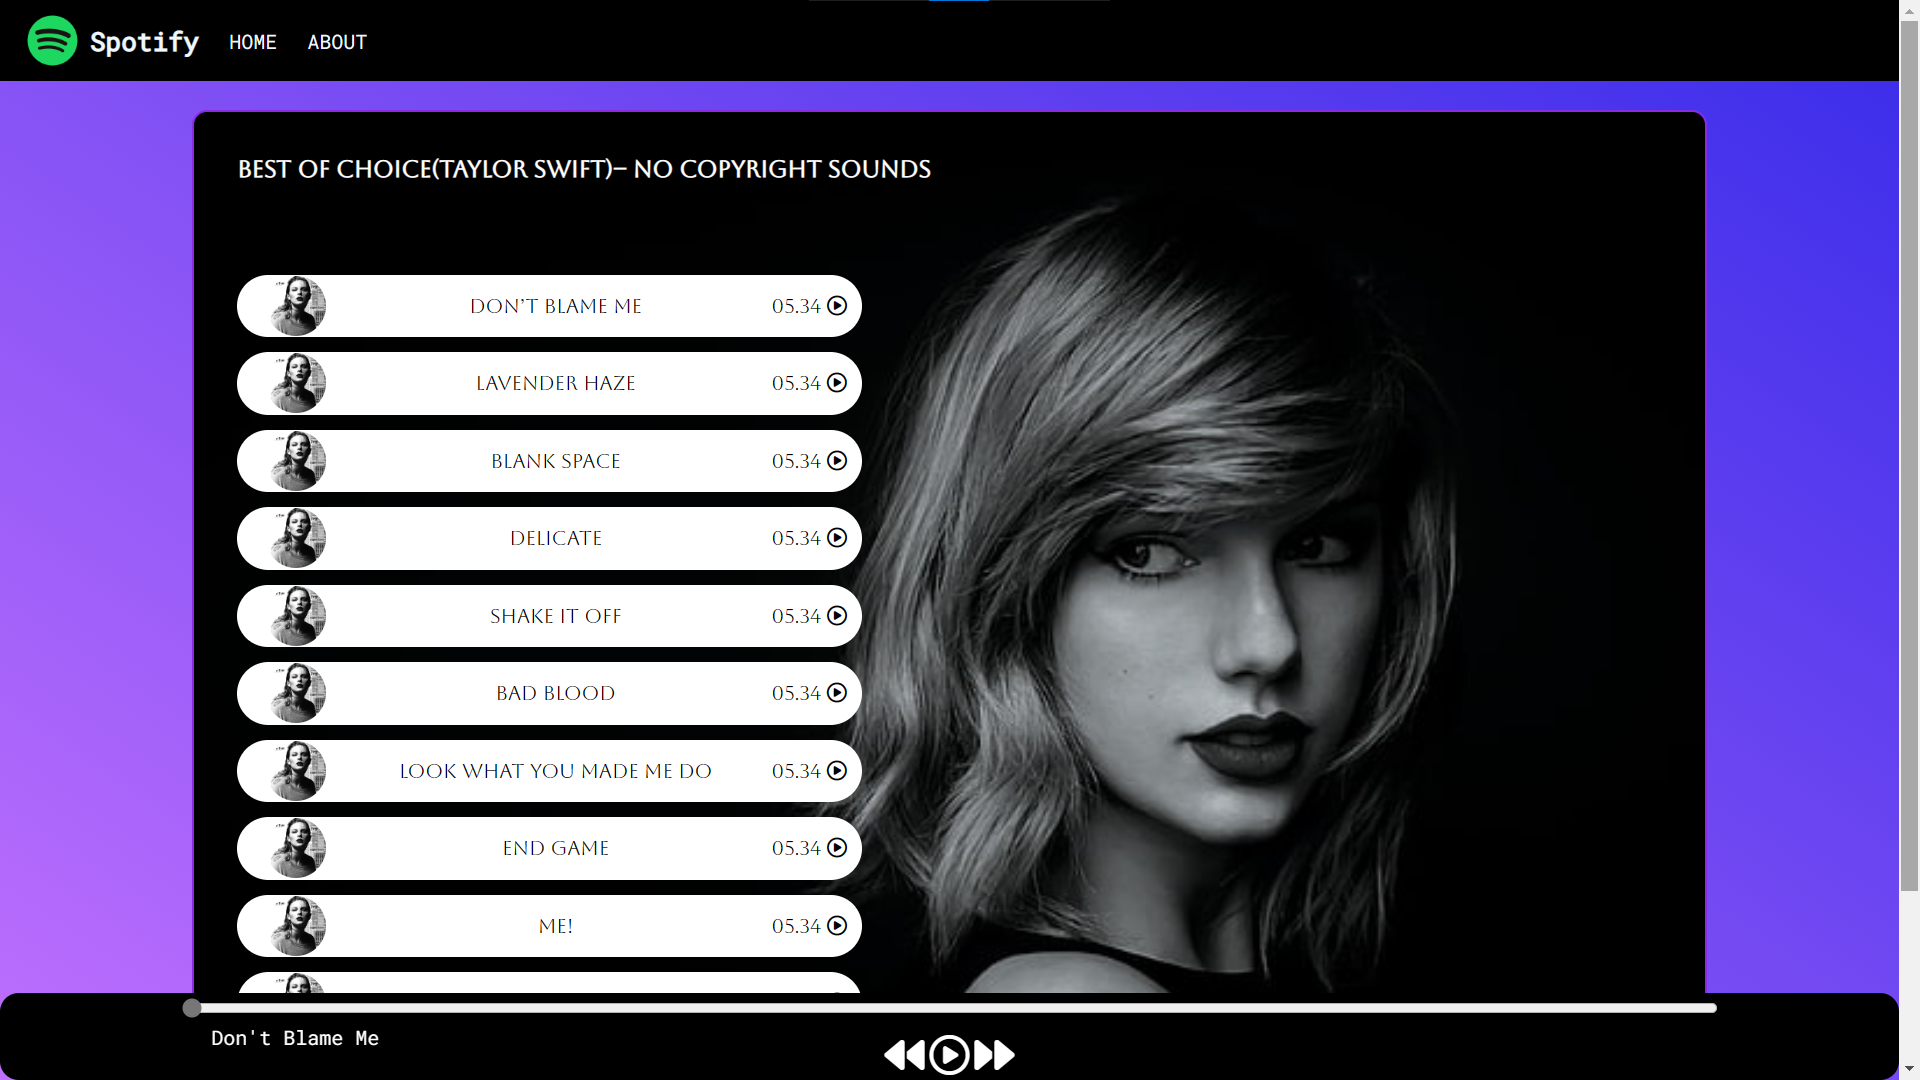 Spotify HOME ABOUT
BEST OF CHOICE(TAYLOR SWIFT)– NO COPYRIGHT SOUNDS
DON’T BLAME ME 05.34
LAVENDER HAZE 05.34
BLANK SPACE 05.34
DELICATE 05.34
SHAKE IT OFF 05.34
BAD BLOOD 05.34
LOOK WHAT YOU MADE ME DO 05.34
END GAME 05.34
ME! 05.34
Don't Blame Me